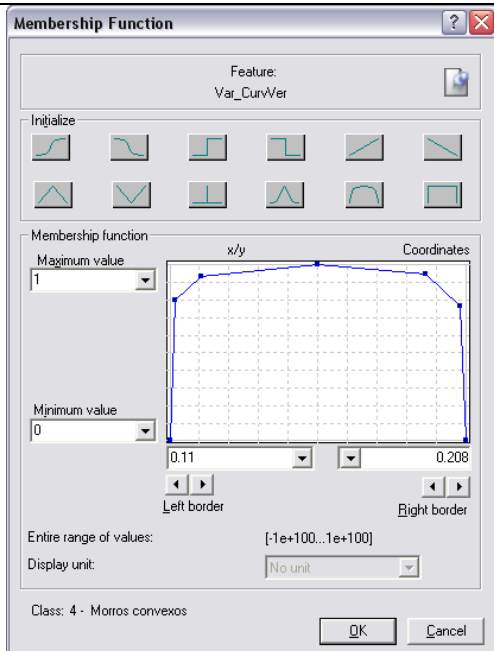 Membership Function
Feature:
Var_CurvVer
Initialize
Membership function
x/y
Coordinates
Maximum value
1
Minimum value
0
0.11
0.208
Left border
Right border
Entire range of values:
[-1e+100...1e+100]
Display unit:
No unit
Class: 4 - Morros convexos
OK
Cancel